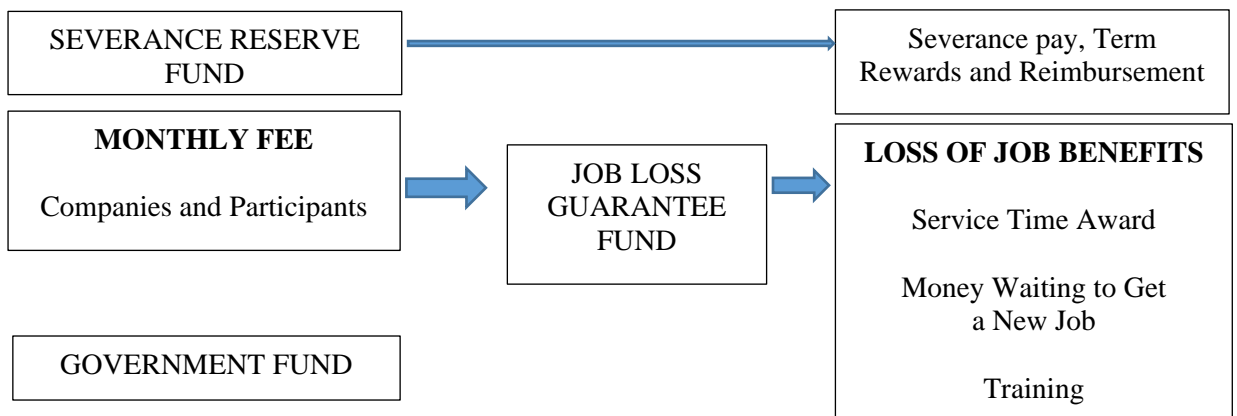 SEVERANCE RESERVE
FUND
Severance pay, Term
Rewards and Reimbursement
MONTHLY FEE
Companies and Participants
JOB LOSS
GUARANTEE
FUND
LOSS OF JOB BENEFITS
Service Time Award
Money Waiting to Get
a New Job
Training
GOVERNMENT FUND